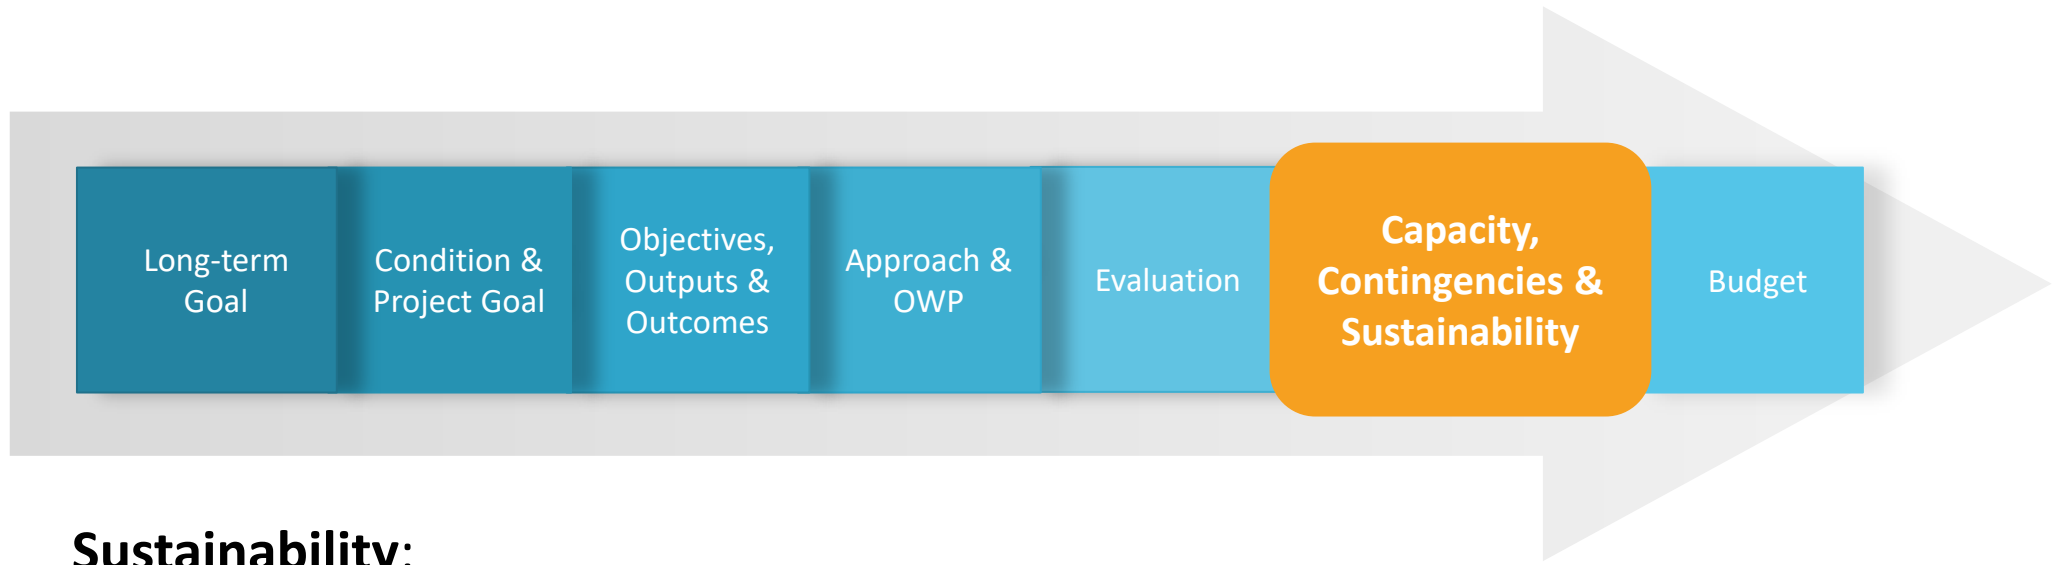 Long-term
Goal
Condition &
Project Goal
Objectives,
Outputs &
Outcomes
Approach &
OWP
Evaluation
Capacity,
Contingencies &
Sustainability
Budget
Sustainability: